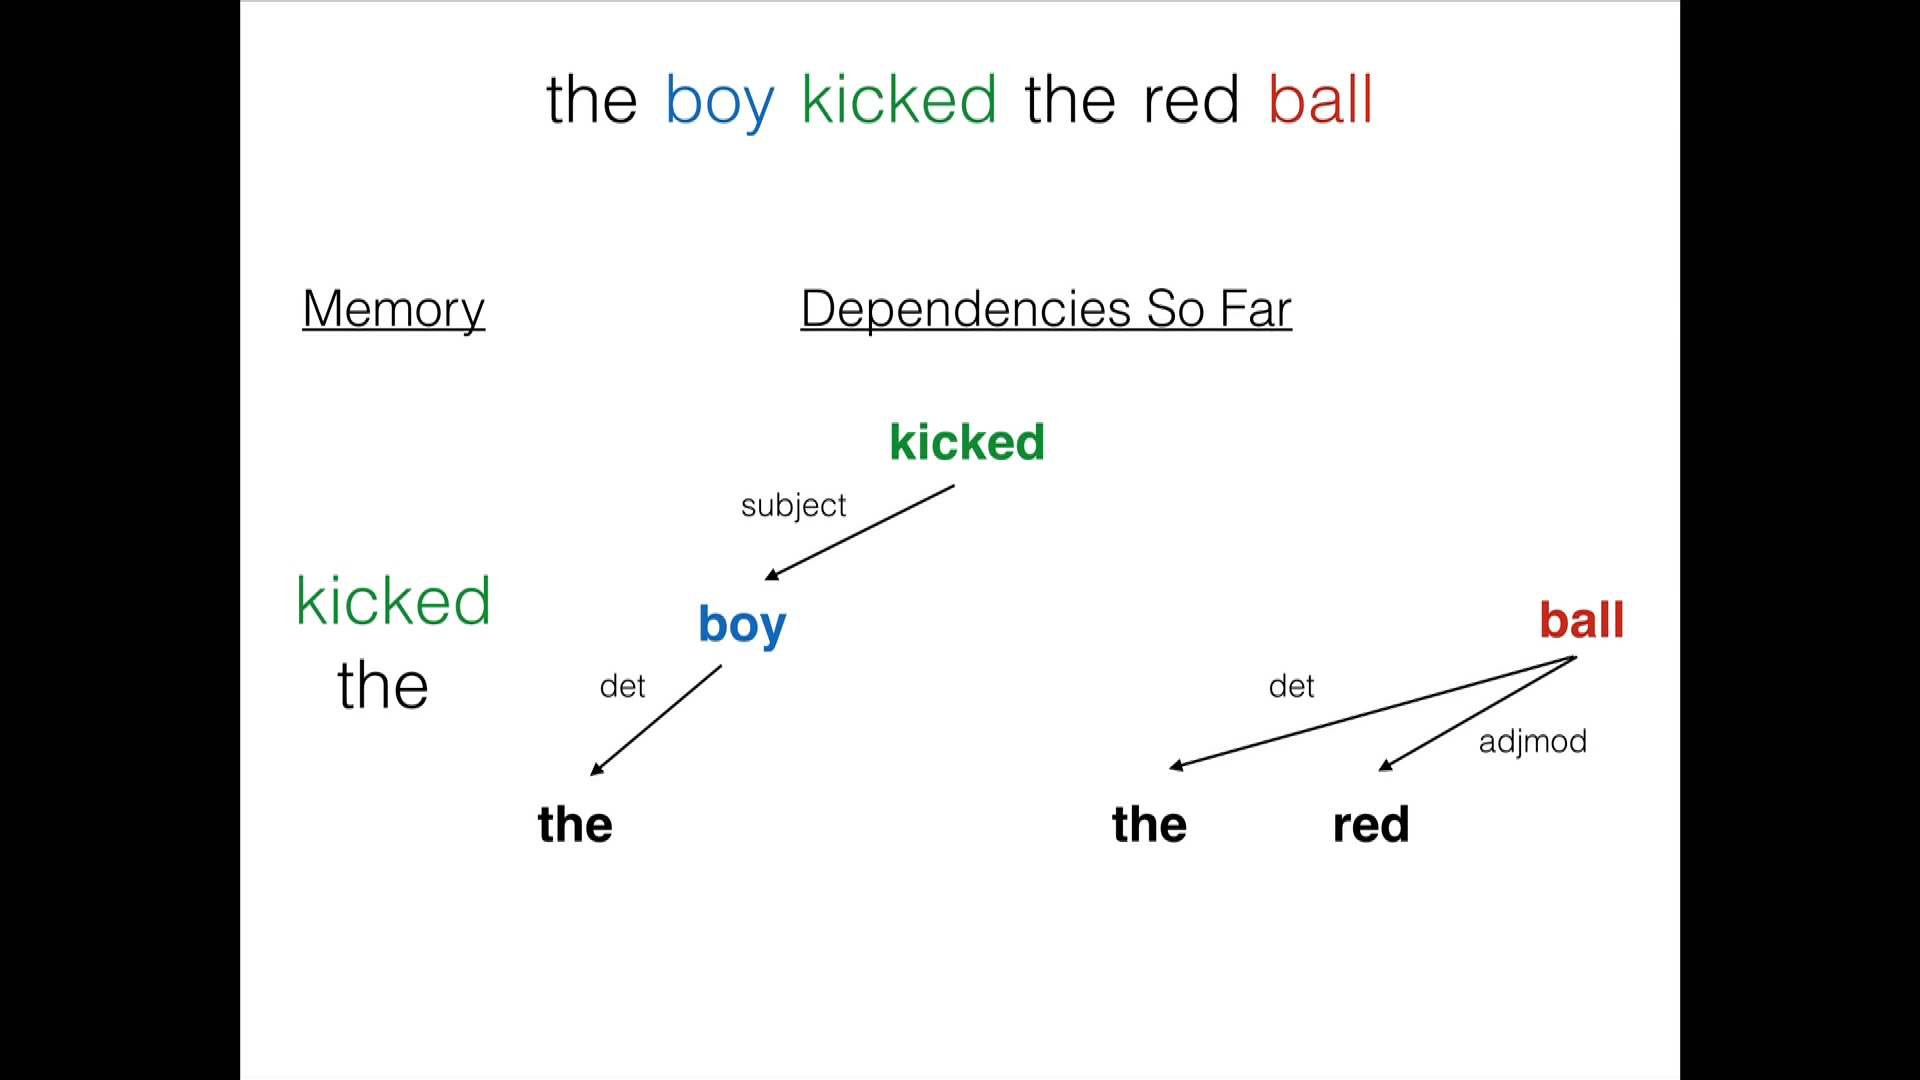 the boy kicked the red ball
Memory
Dependencies So Far
kicked
subject
kicked
boy
ball
the
det
det
adjmod
the
the
red